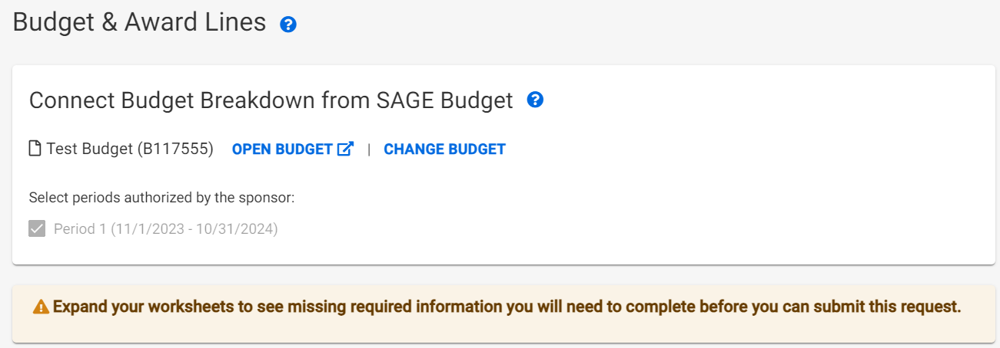 Budget & Award Lines
Connect Budget Breakdown from SAGE Budget
Test Budget (B117555) OPEN BUDGET | CHANGE BUDGET
Select periods authorized by the sponsor:
Period 1 (11/1/2023 - 10/31/2024)
Expand your worksheets to see missing required information you will need to complete before you can submit this request.